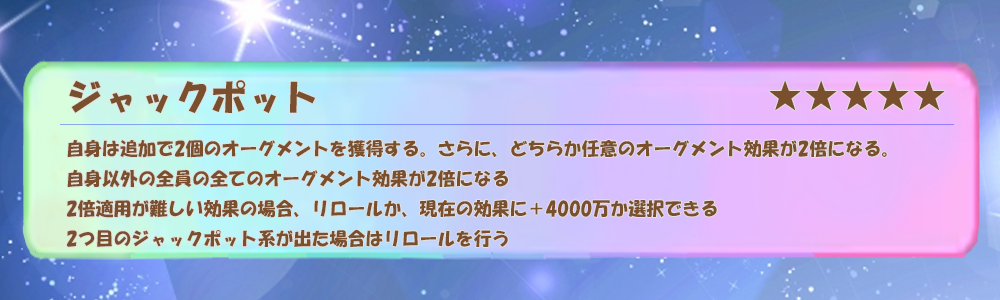 ジャックポット ★★★★★
自身は追加で2個のオーグメントを獲得する。さらに、どちらか任意のオーグメント効果が2倍になる。
自身以外の全員の全てのオーグメント効果が2倍になる
2倍適用が難しい効果の場合、リロールか、現在の効果に＋4000万か選択できる
2つ目のジャックポット系が出た場合はリロールを行う